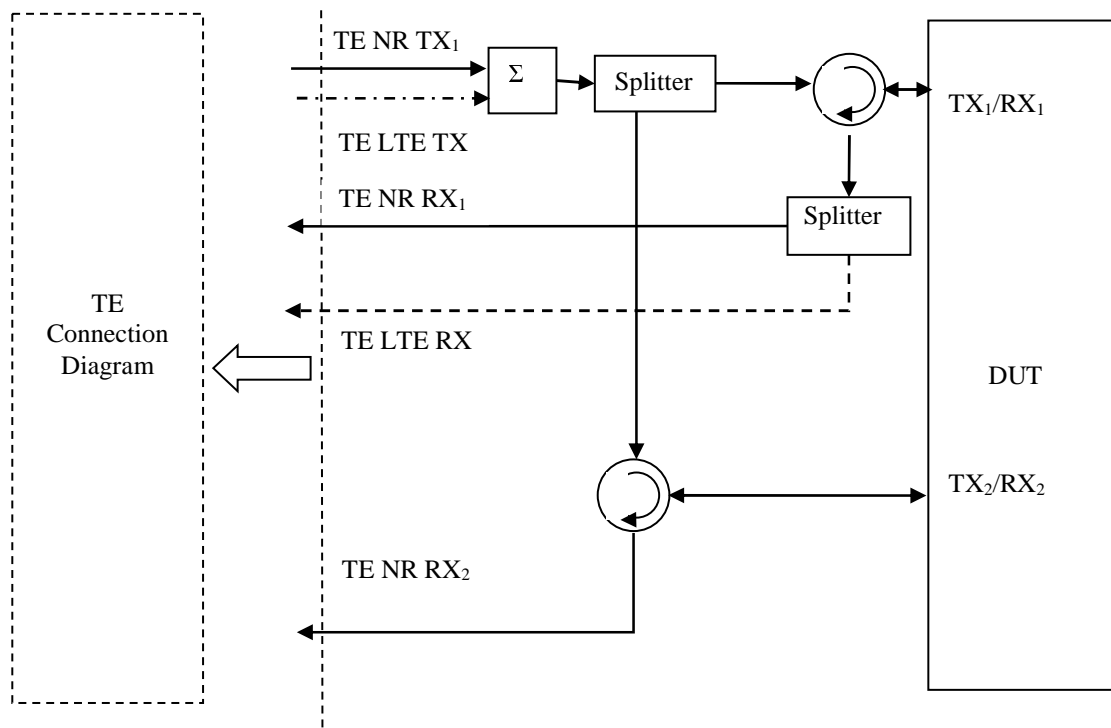 TE NR TX₁
Σ
Splitter
TX₁/RX₁
TE LTE TX
TE NR RX₁
Splitter
TE
Connection
Diagram
TE LTE RX
DUT
TX₂/RX₂
TE NR RX₂